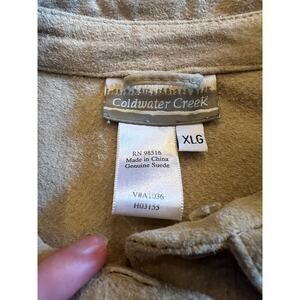 Coldwater Creek
XLG
RN 98516
Made in China
Genuine Suede
V#A1036
H03155